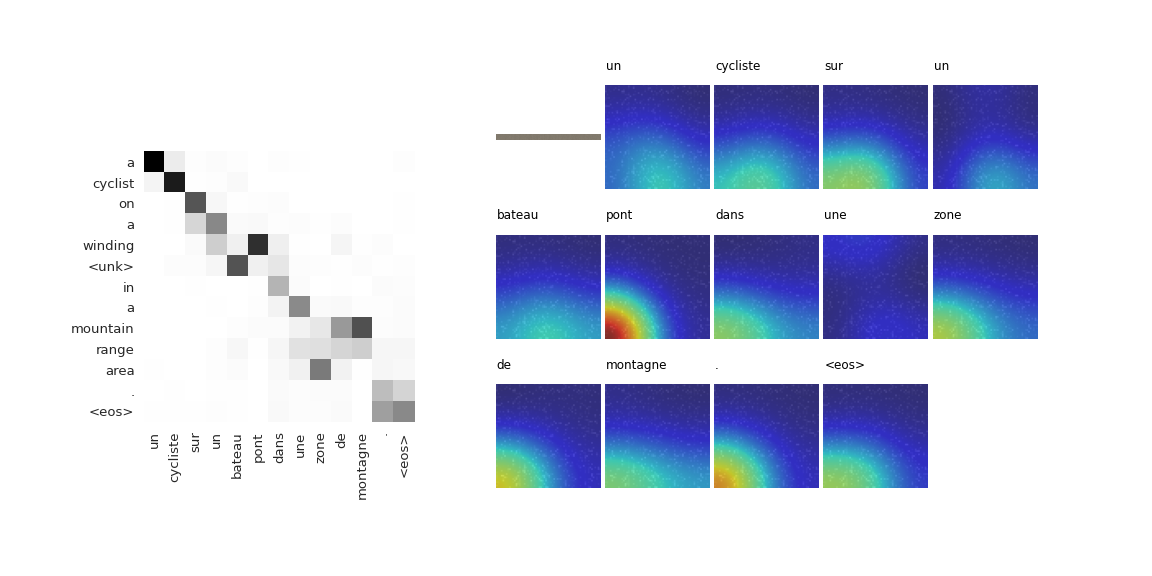 a
cyclist
on
a
winding
<unk>
in
a
mountain
range
area
.
<eos>
un
cycliste
sur
un
bateau
pont
dans
une
zone
de
montagne
.
<eos>
un cycliste sur un
bateau pont dans une zone
de montagne . <eos>